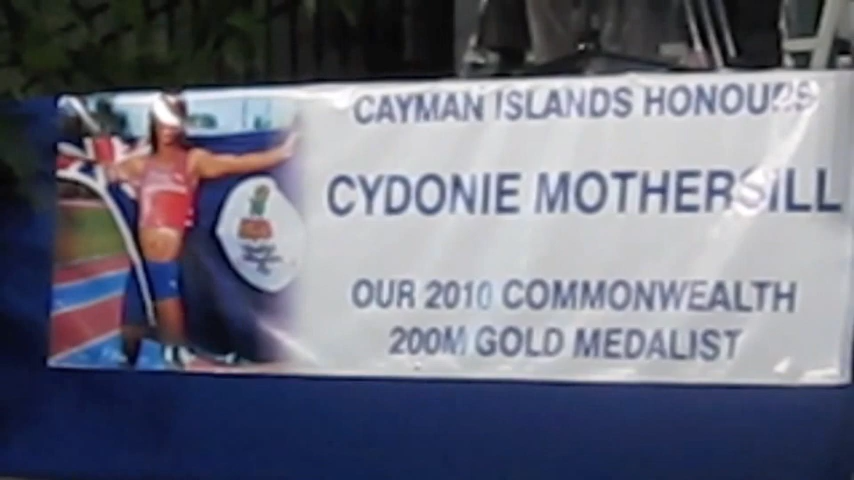 CAYMAN ISLANDS HONOURS
CYDONIE MOTHERSILL
OUR 2010 COMMONWEALTH
200M GOLD MEDALIST